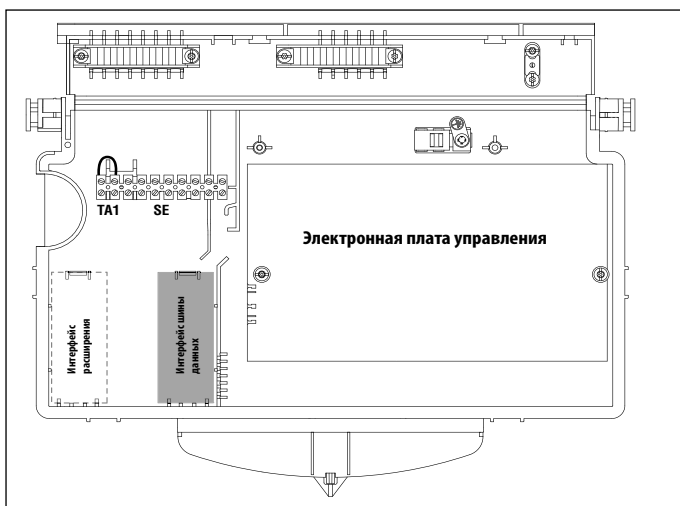 TA1 SE
Электронная плата управления
Интерфейс
расширения
Интерфейс шины
данных